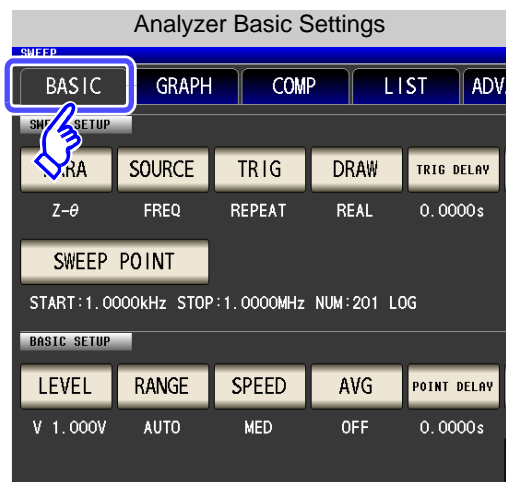 Analyzer Basic Settings
SWEEP
BASIC GRAPH COMP LIST
SETUP
SOURCE TRIG DRAW TRIG DELAY
Z-θ FREQ REPEAT REAL 0.0000s
SWEEP POINT
START:1.0000kHz STOP:1.0000MHz NUM:201 LOG
BASIC SETUP
LEVEL RANGE SPEED AVG POINT DELAY
V 1.000V AUTO MED OFF 0.0000s